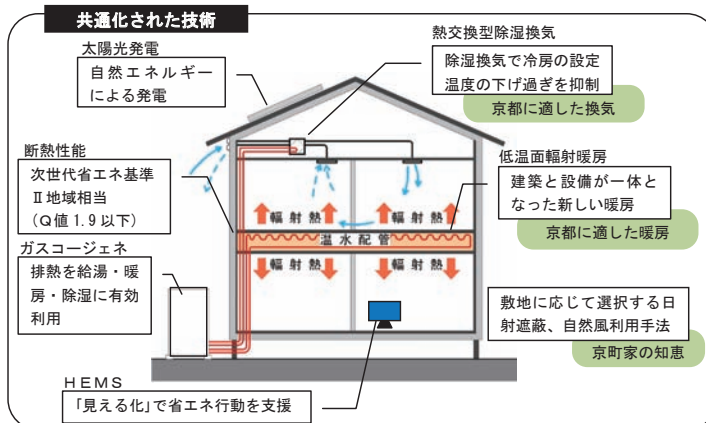 共通化された技術
太陽光発電
自然エネルギー
による発電
熱交換型除湿換気
除湿換気で冷房の設定
温度の下げ過ぎを抑制
京都に適した換気
断熱性能
次世代省エネ基準
Ⅱ地域相当
（Ｑ値 1.9 以下）
低温面輻射暖房
建築と設備が一体と
なった新しい暖房
京都に適した暖房
輻射熱 輻射熱
温水配管
輻射熱 輻射熱
ガスコージェネ
排熱を給湯・暖
房・除湿に有効
利用
敷地に応じて選択する日
射遮蔽、自然風利用手法
京町家の知恵
ＨＥＭＳ
「見える化」で省エネ行動を支援